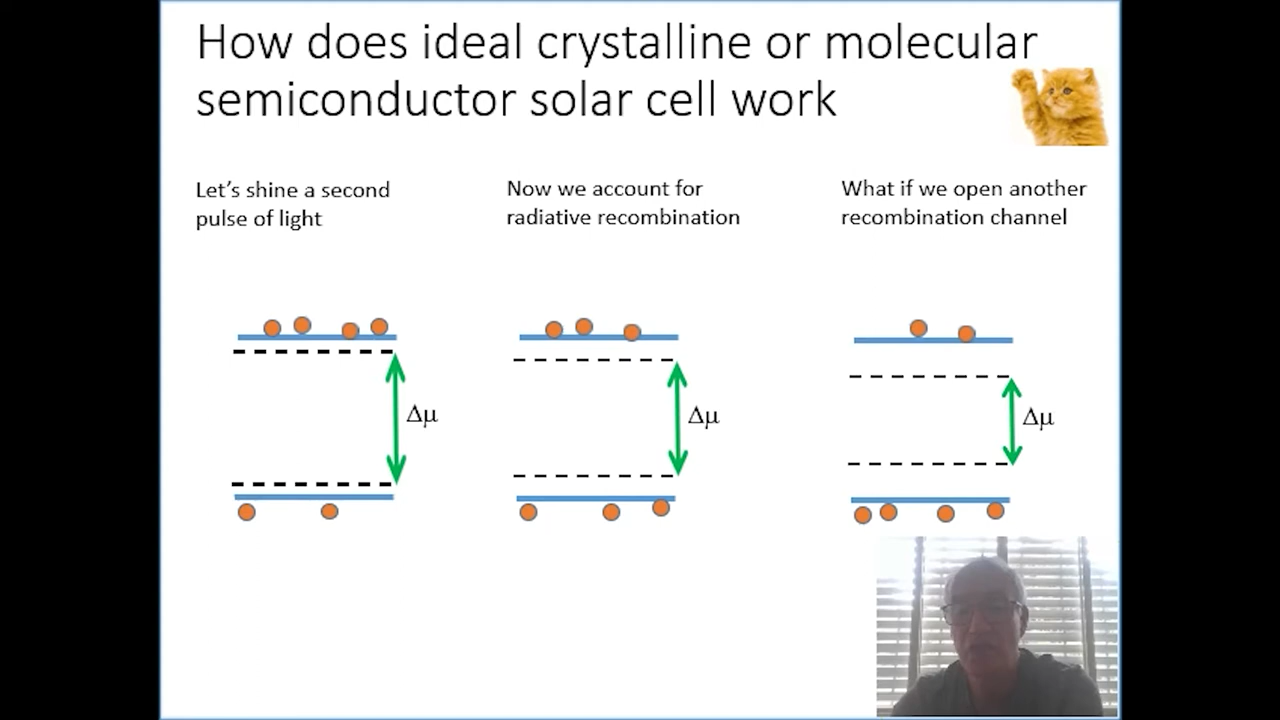 How does ideal crystalline or molecular
semiconductor solar cell work
Let's shine a second
pulse of light
Now we account for
radiative recombination
What if we open another
recombination channel
Δμ
Δμ
Δμ